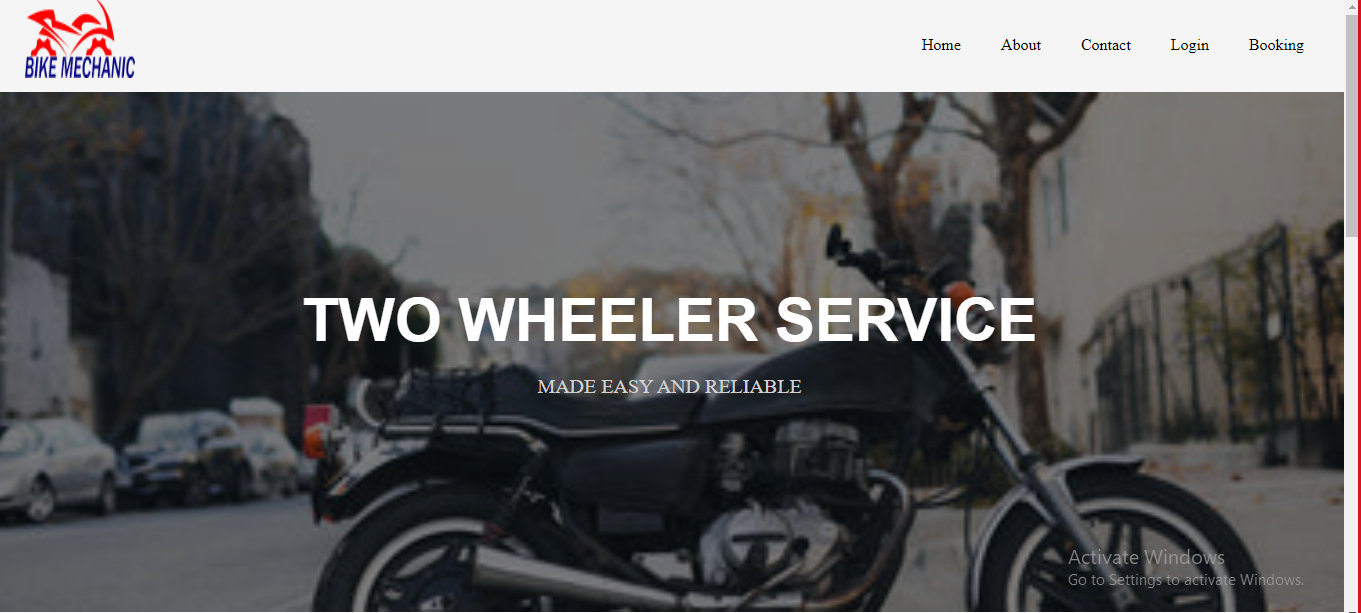 BIKE MECHANIC
Home About Contact Login Booking
TWO WHEELER SERVICE
MADE EASY AND RELIABLE
Activate Windows
Go to Settings to activate Windows.